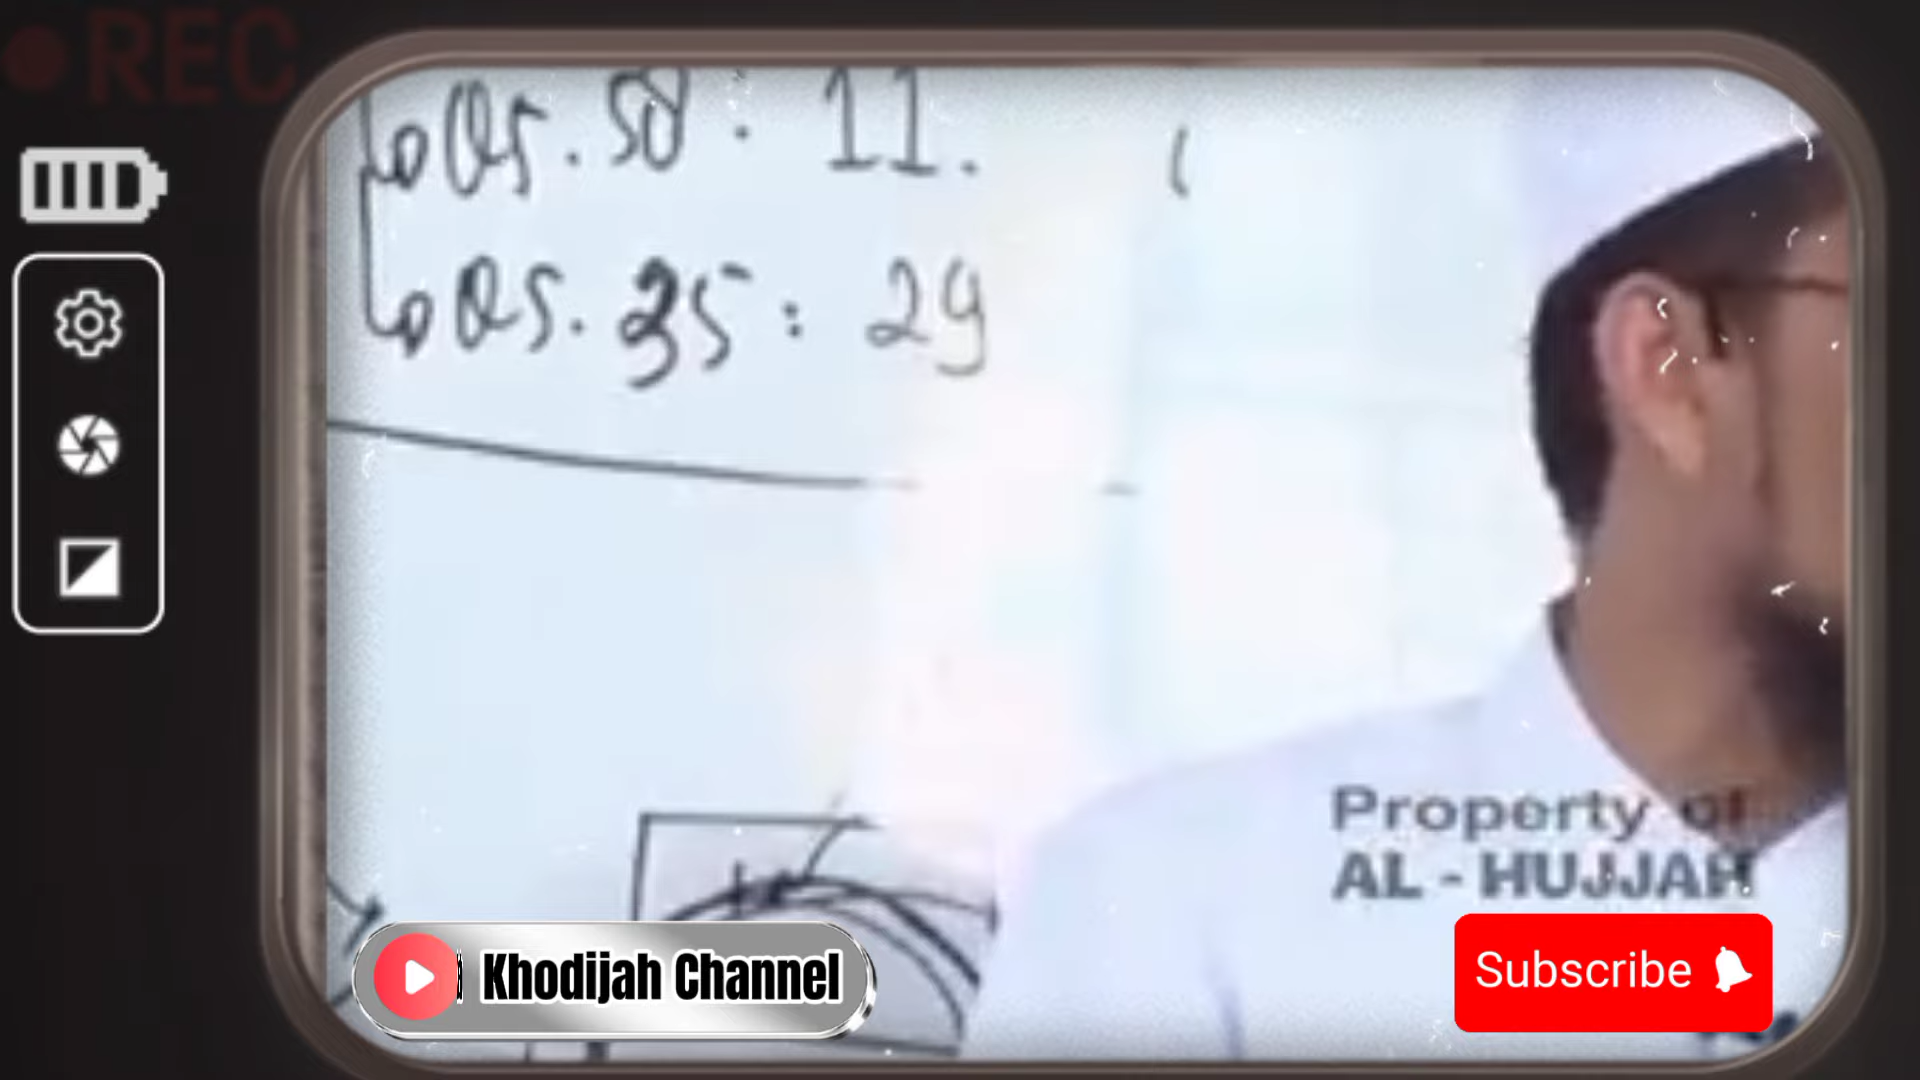 REC
QS. 58 : 11.
QS. 35 : 29
Property of
AL - HUJJAH
Khodijah Channel
Subscribe